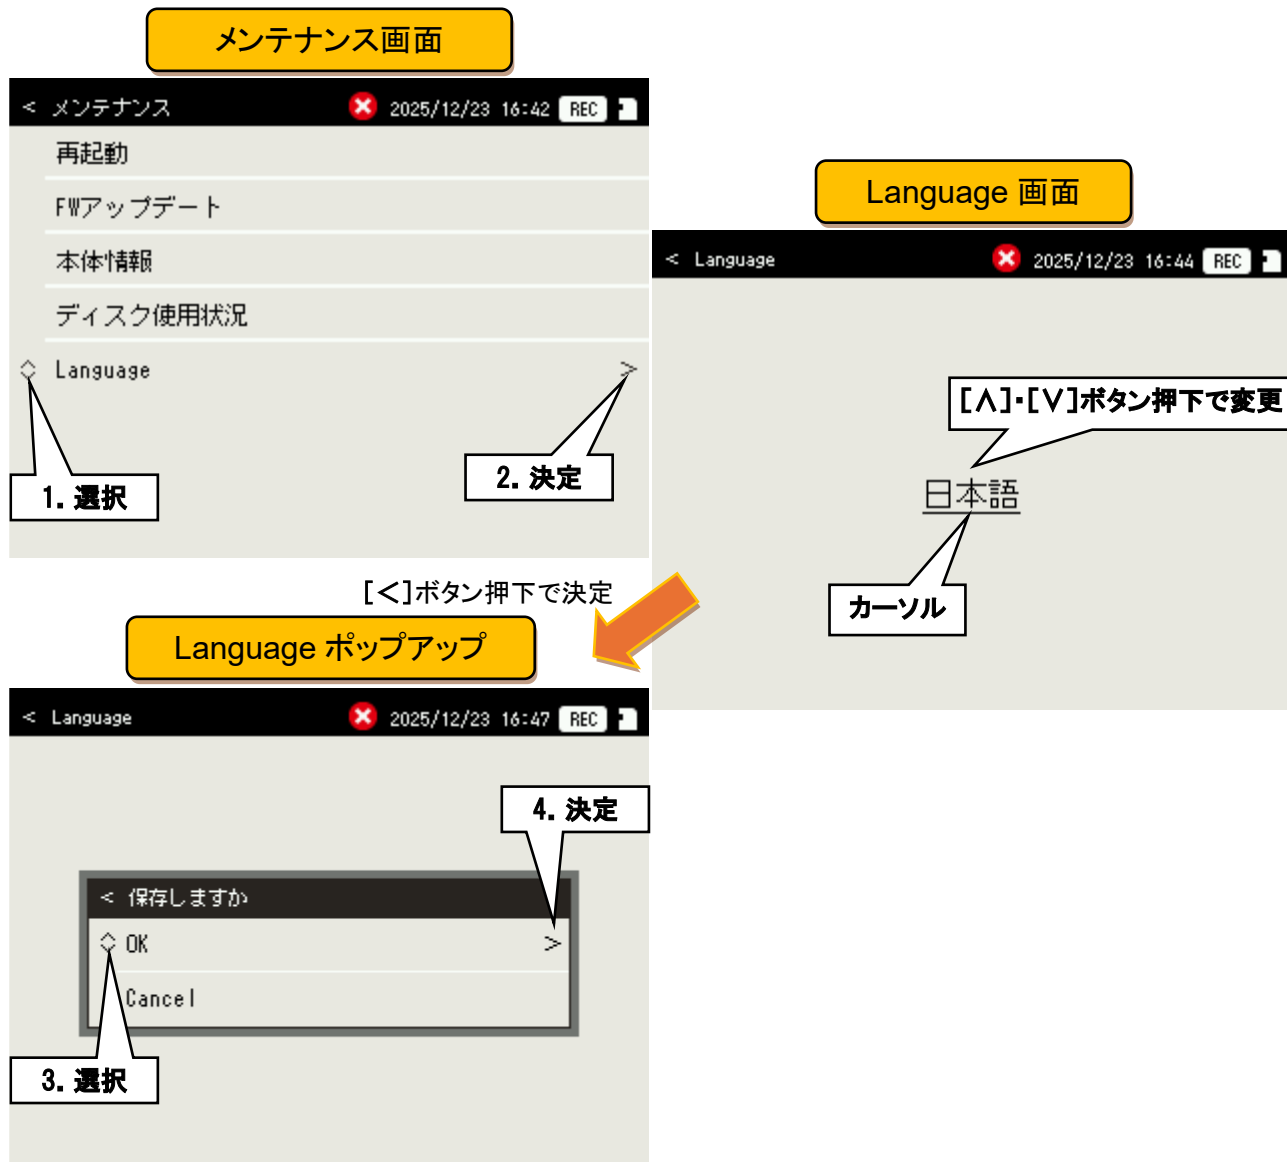 メンテナンス画面
< メンテナンス 2025/12/23 16:42 REC
再起動
FWアップデート
本体情報
ディスク使用状況
Language >
1. 選択
2. 決定
Language 画面
< Language 2025/12/23 16:44 REC
[∧]・[∨]ボタン押下で変更
日本語
カーソル
[<]ボタン押下で決定
Language ポップアップ
< Language 2025/12/23 16:47 REC
4. 決定
< 保存しますか
OK >
Cancel
3. 選択